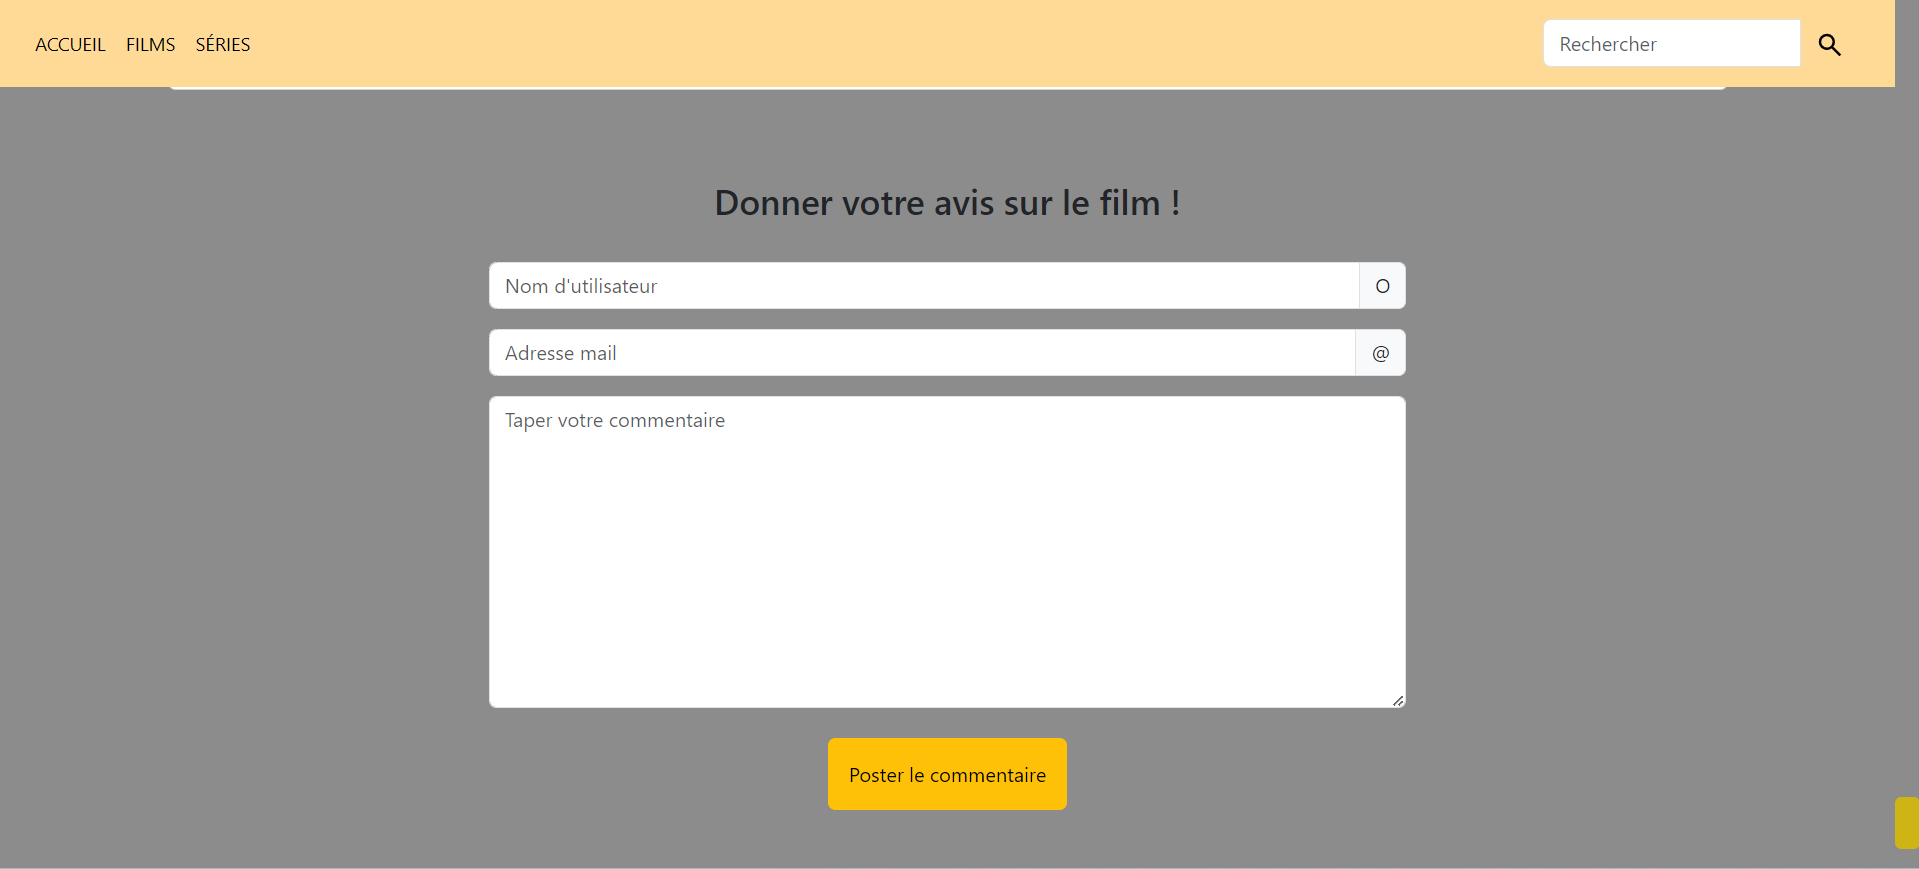 ACCUEIL FILMS SÉRIES Rechercher
Donner votre avis sur le film !
Nom d'utilisateur O
Adresse mail @
Taper votre commentaire
Poster le commentaire